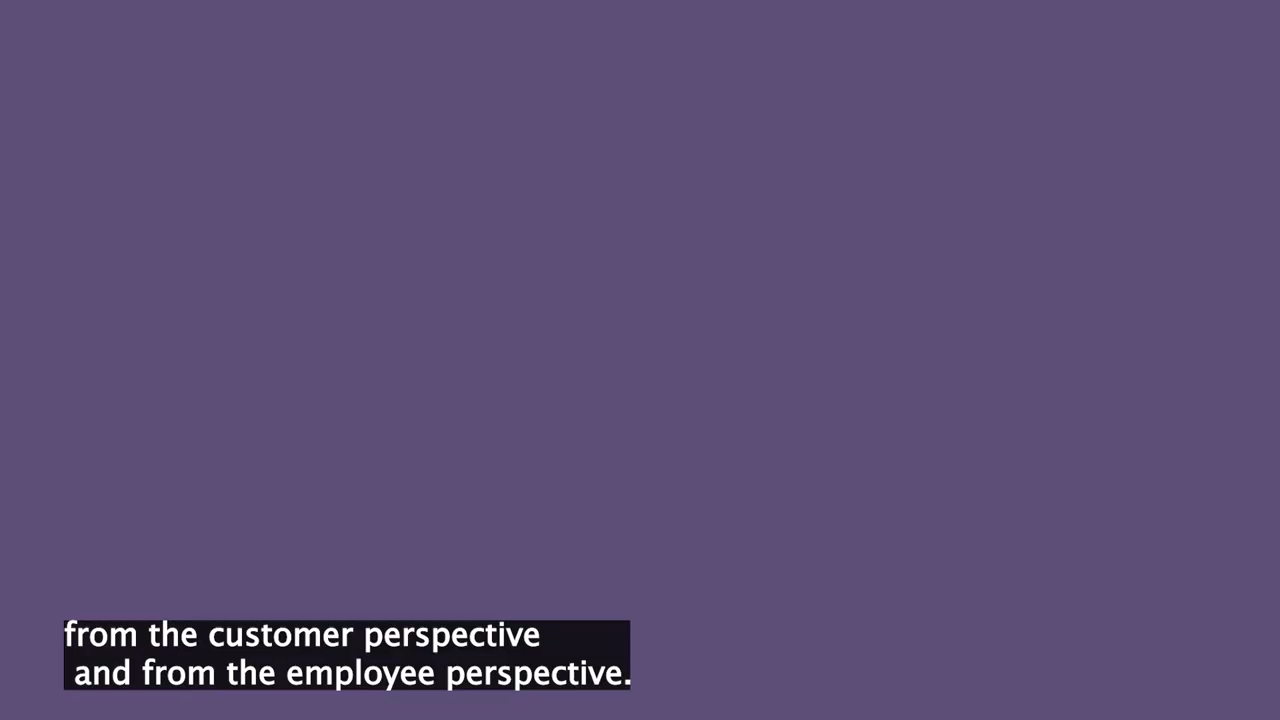 from the customer perspective
and from the employee perspective.